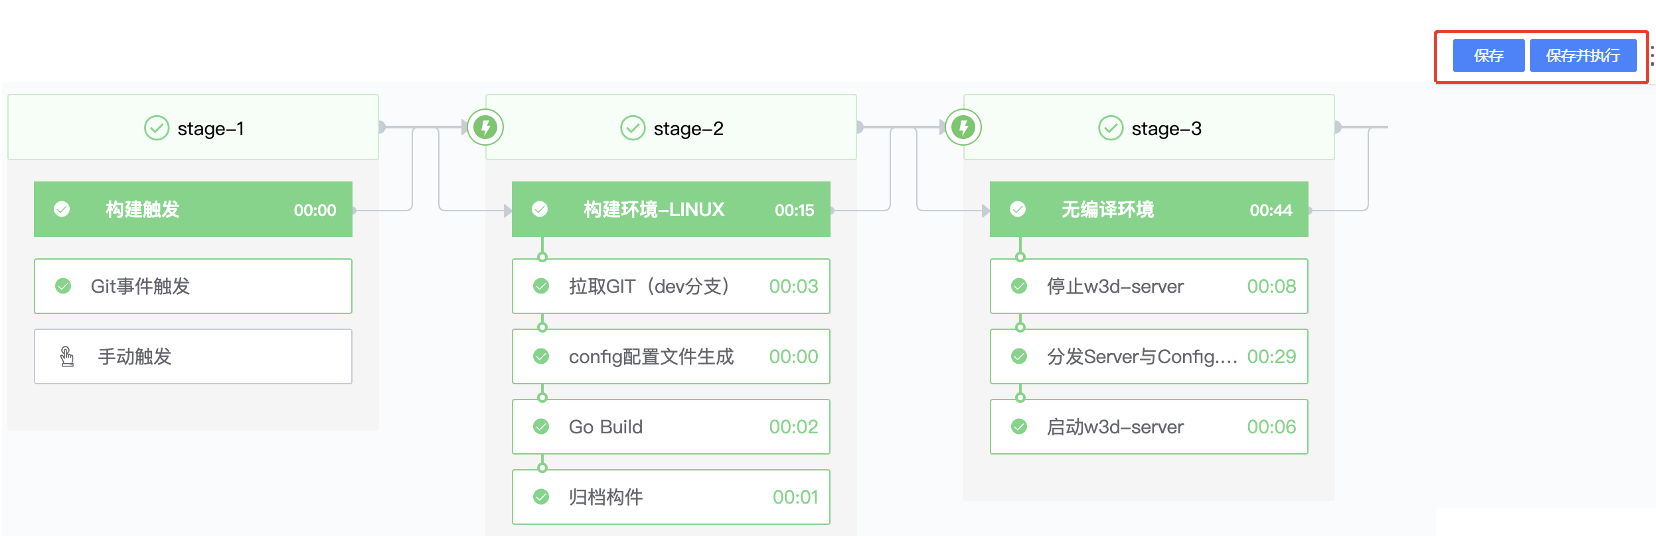 保存 保存并执行
stage-1
构建触发 00:00
Git事件触发
手动触发
stage-2
构建环境-LINUX 00:15
拉取GIT（dev分支） 00:03
config配置文件生成 00:00
Go Build 00:02
归档构件 00:01
stage-3
无编译环境 00:44
停止w3d-server 00:08
分发Server与Config.... 00:29
启动w3d-server 00:06